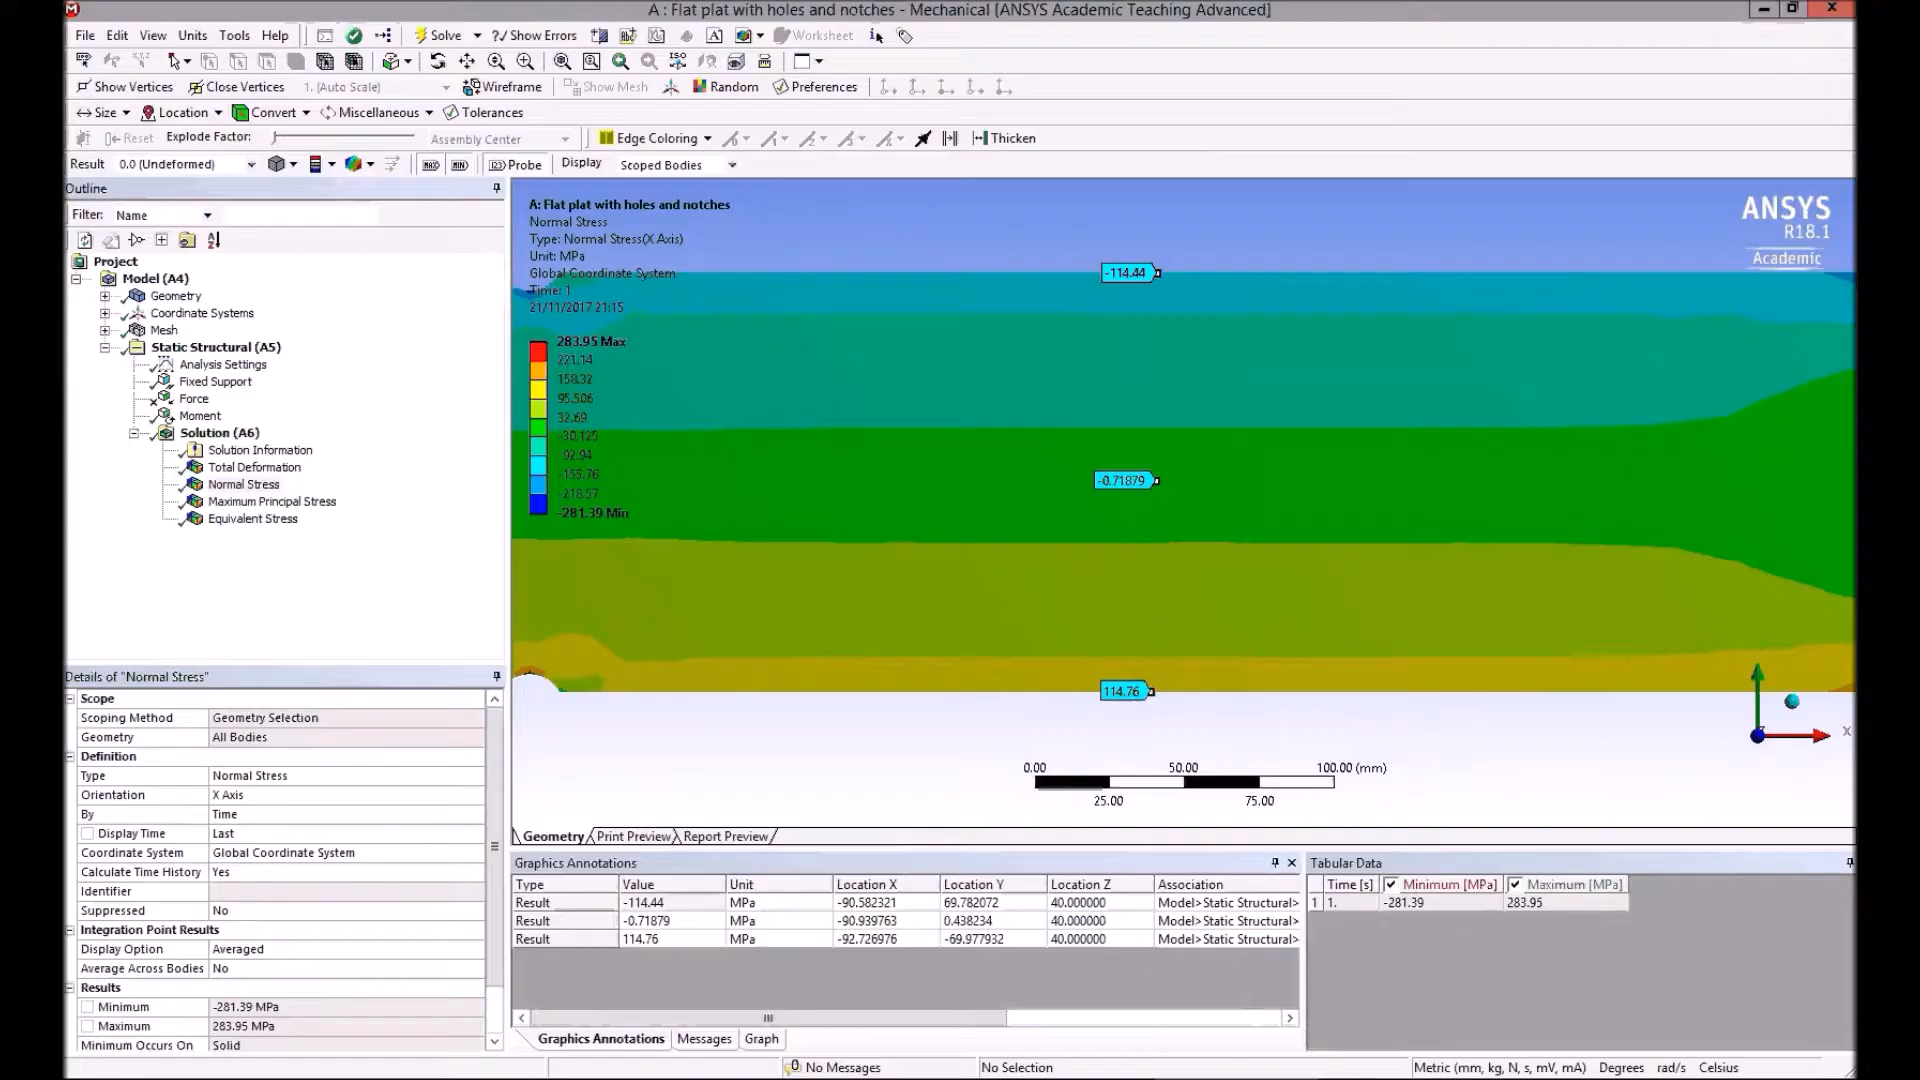 A : Flat plat with holes and notches - Mechanical [ANSYS Academic Teaching Advanced]
File Edit View Units Tools Help Solve ?/ Show Errors Worksheet
Show Vertices Close Vertices 1. (Auto Scale) Wireframe Show Mesh Random Preferences
Size Location Convert Miscellaneous Tolerances
Reset Explode Factor: Assembly Center Edge Coloring Thicken
Result 0.0 (Undeformed) MAX MIN Probe Display Scoped Bodies
Outline
Filter: Name
Project
Model (A4)
Geometry
Coordinate Systems
Mesh
Static Structural (A5)
Analysis Settings
Fixed Support
Force
Moment
Solution (A6)
Solution Information
Total Deformation
Normal Stress
Maximum Principal Stress
Equivalent Stress
Details of "Normal Stress"
Scope
Scoping Method Geometry Selection
Geometry All Bodies
Definition
Type Normal Stress
Orientation X Axis
By Time
Display Time Last
Coordinate System Global Coordinate System
Calculate Time History Yes
Identifier
Suppressed No
Integration Point Results
Display Option Averaged
Average Across Bodies No
Results
Minimum -281.39 MPa
Maximum 283.95 MPa
Minimum Occurs On Solid
A: Flat plat with holes and notches
Normal Stress
Type: Normal Stress(X Axis)
Unit: MPa
Global Coordinate System
Time: 1
21/11/2017 21:15
283.95 Max
221.14
158.32
95.506
32.69
-30.125
92.94
-155.76
-218.57
-281.39 Min
ANSYS
R18.1
Academic
-114.44
-0.71879
114.76
X
0.00 50.00 100.00 (mm)
25.00 75.00
Geometry Print Preview Report Preview
Graphics Annotations
Type Value Unit Location X Location Y Location Z Association
Result -114.44 MPa -90.582321 69.782072 40.000000 Model>Static Structural>
Result -0.71879 MPa -90.939763 0.438234 40.000000 Model>Static Structural>
Result 114.76 MPa -92.726976 -69.977932 40.000000 Model>Static Structural>
Graphics Annotations Messages Graph
Tabular Data
Time [s] Minimum [MPa] Maximum [MPa]
1 1. -281.39 283.95
No Messages No Selection Metric (mm, kg, N, s, mV, mA) Degrees rad/s Celsius